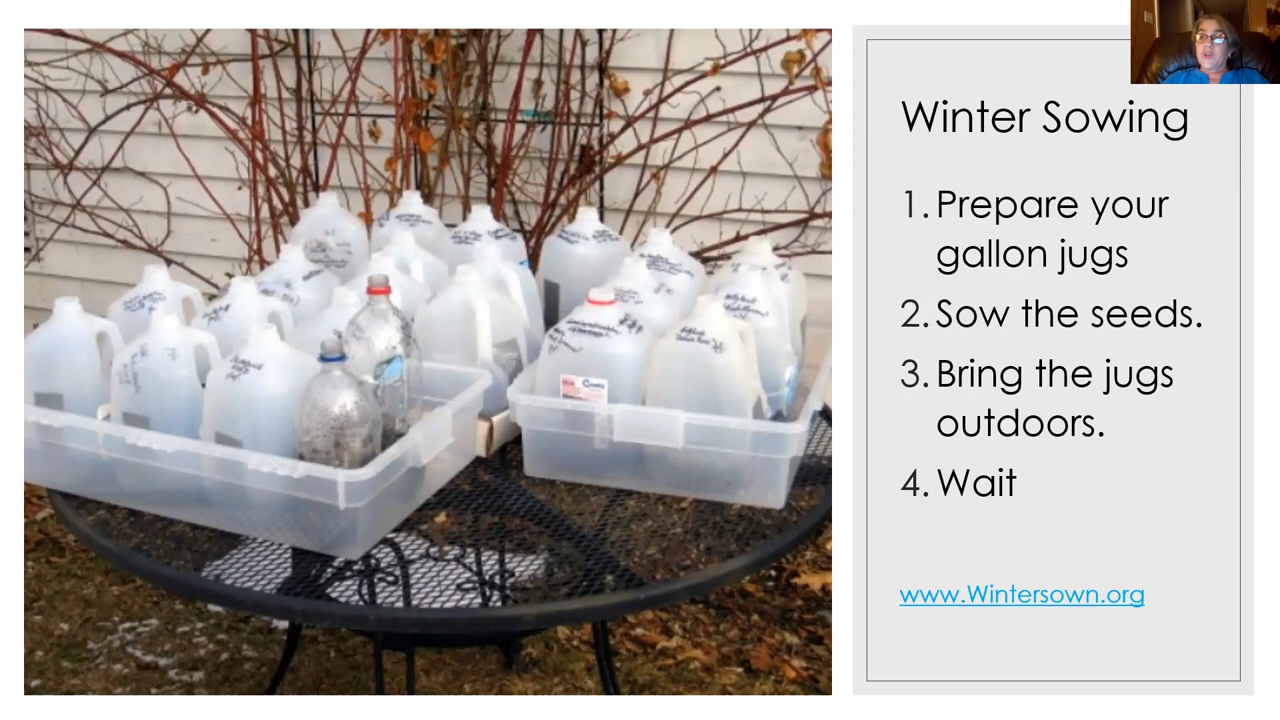 Winter Sowing
1. Prepare your
gallon jugs
2. Sow the seeds.
3. Bring the jugs
outdoors.
4. Wait
www.Wintersown.org